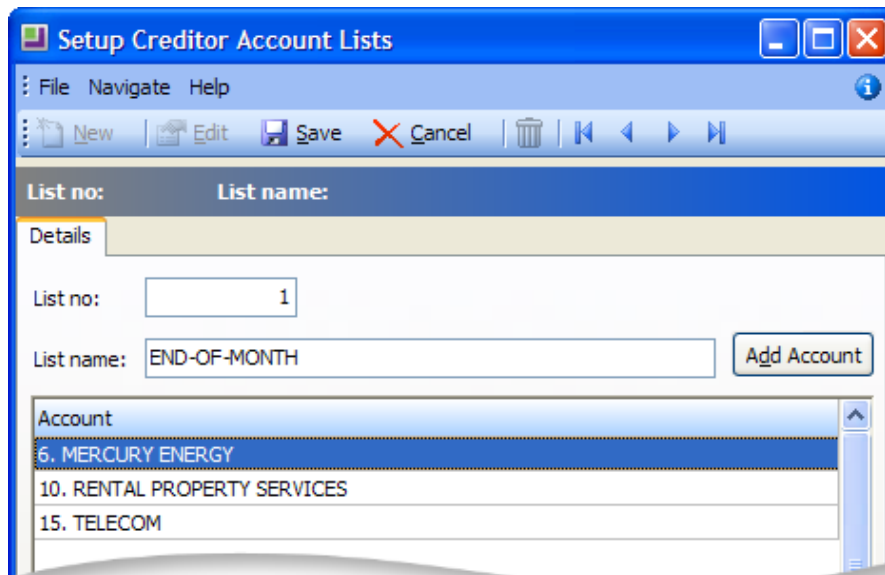 Setup Creditor Account Lists
File Navigate Help
New Edit Save Cancel
List no: List name:
Details
List no: 1
List name: END-OF-MONTH Add Account
Account
6. MERCURY ENERGY
10. RENTAL PROPERTY SERVICES
15. TELECOM